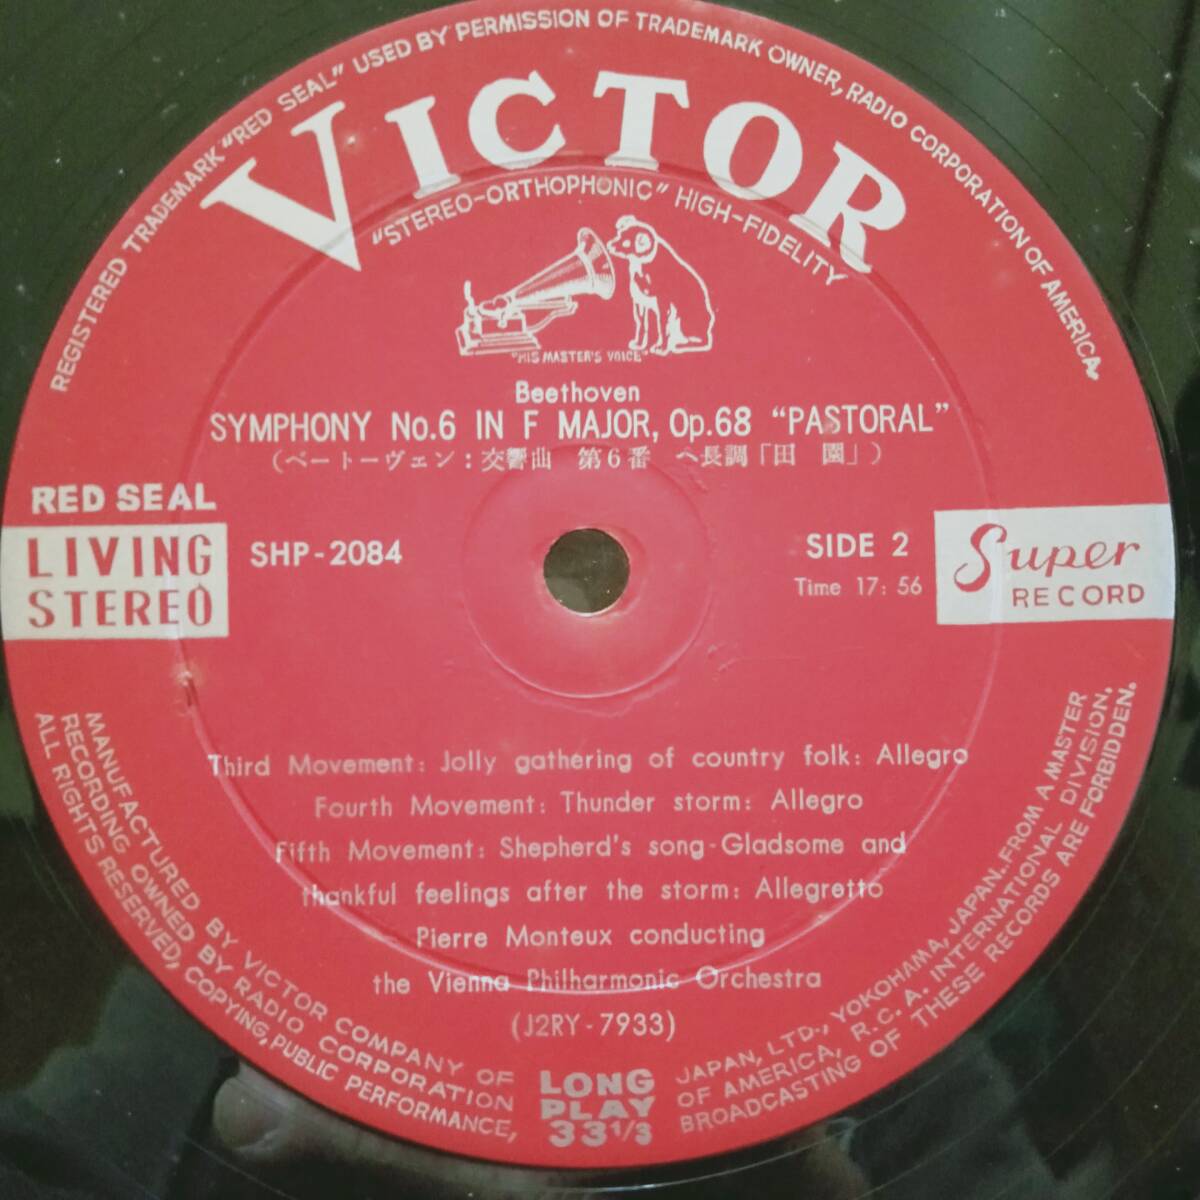 REGISTERED TRADEMARK "RED SEAL" USED BY PERMISSION OF TRADEMARK OWNER, RADIO CORPORATION OF AMERICA.
VICTOR
"STEREO-ORTHOPHONIC" HIGH-FIDELITY
"HIS MASTER'S VOICE"
Beethoven
SYMPHONY No.6 IN F MAJOR, Op.68 "PASTORAL"
(ベートーヴェン:交響曲 第6番 ヘ長調「田 園」)
RED SEAL
LIVING
STEREO
SHP-2084
SIDE 2
Time 17: 56
Super
RECORD
Third Movement: Jolly gathering of country folk: Allegro
Fourth Movement: Thunder storm: Allegro
Fifth Movement: Shepherd's song-Gladsome and
thankful feelings after the storm: Allegretto
Pierre Monteux conducting
the Vienna Philharmonic Orchestra
(J2RY-7933)
LONG
PLAY
33 1/3
MANUFACTURED BY VICTOR COMPANY OF JAPAN, LTD., YOKOHAMA, JAPAN. FROM A MASTER
RECORDING OWNED BY RADIO CORPORATION OF AMERICA, R. C. A. INTERNATIONAL DIVISION,
ALL RIGHTS RESERVED, COPYING, PUBLIC PERFORMANCE, BROADCASTING OF THESE RECORDS ARE FORBIDDEN.